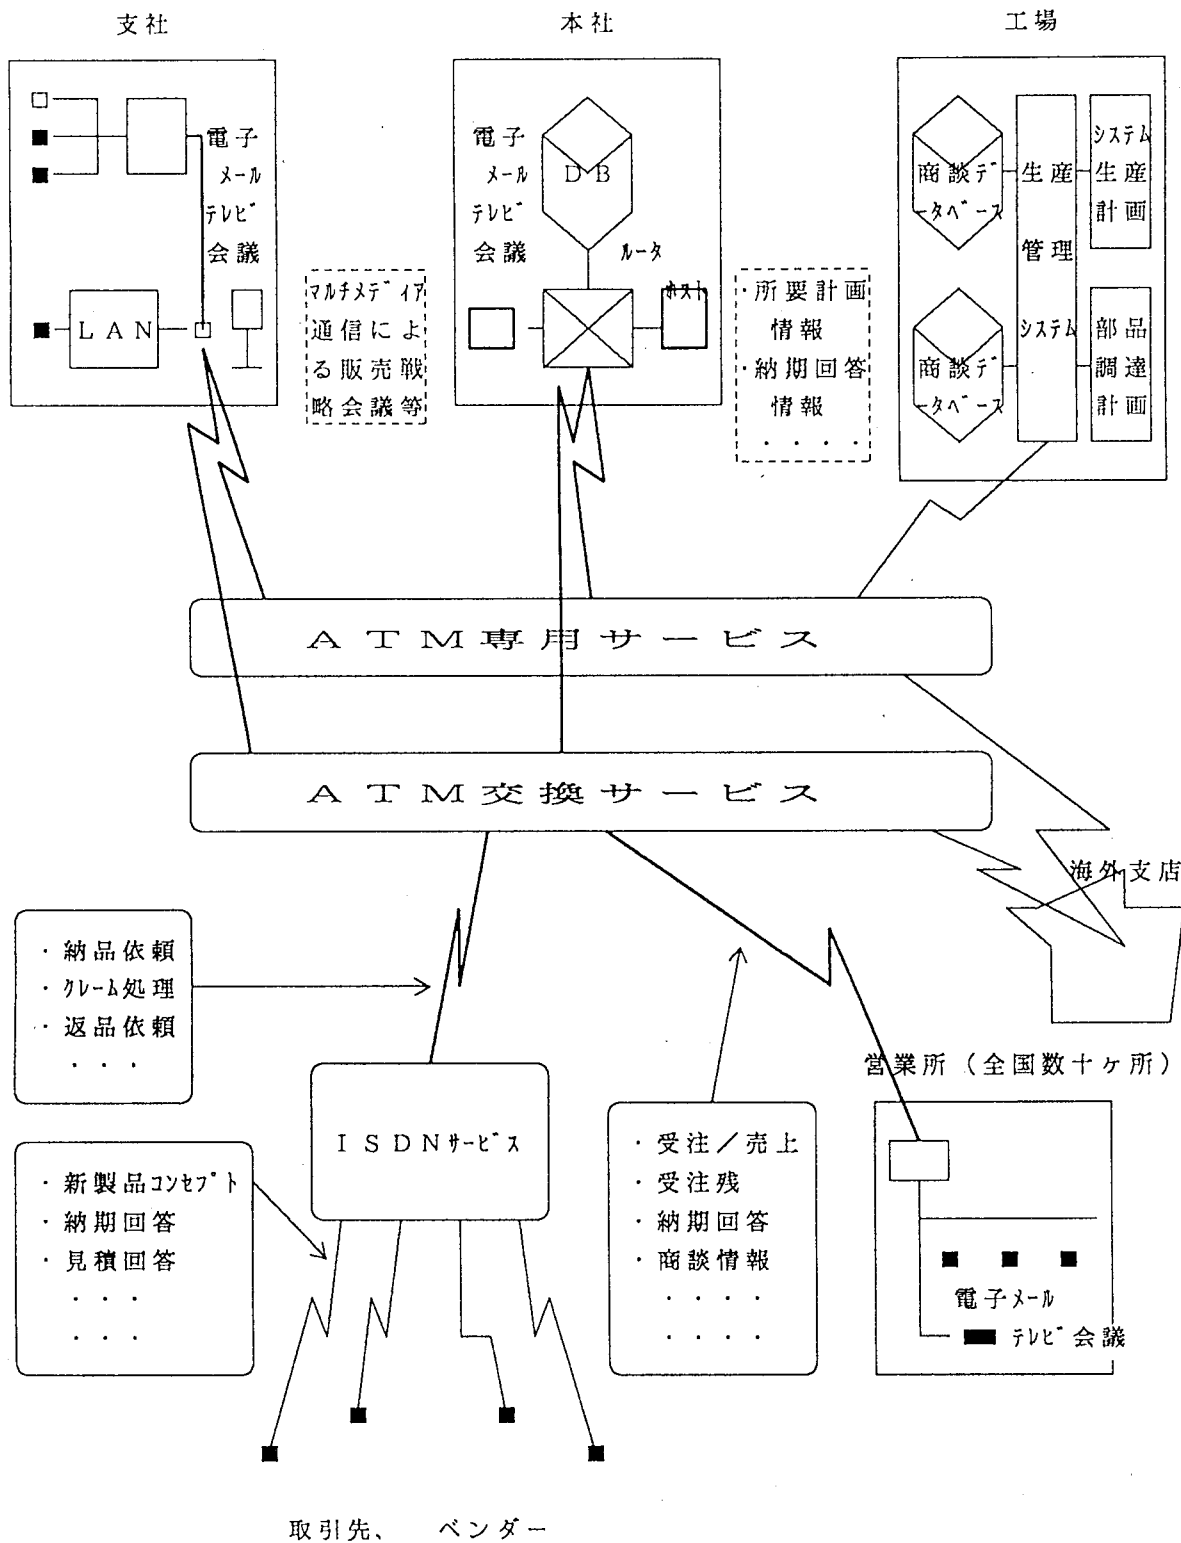 支社
本社
工場
電子
メール
テレビ
会議
LAN
マルチメディア
通信によ
る販売戦
略会議等
電子
メール
テレビ
会議
DB
ルータ
ホスト
・所要計画
情報
・納期回答
情報
・・・・
商談デ
ータベース
商談デ
ータベース
生産
管理
システム
システム
生産
計画
部品
調達
計画
ATM専用サービス
ATM交換サービス
海外支店
・納品依頼
・クレーム処理
・返品依頼
・・・
営業所(全国数十ヶ所)
ISDNサービス
・新製品コンセプト
・納期回答
・見積回答
・・・
・・・
・受注/売上
・受注残
・納期回答
・商談情報
・・・・
・・・・
電子メール
テレビ会議
取引先、 ベンダー